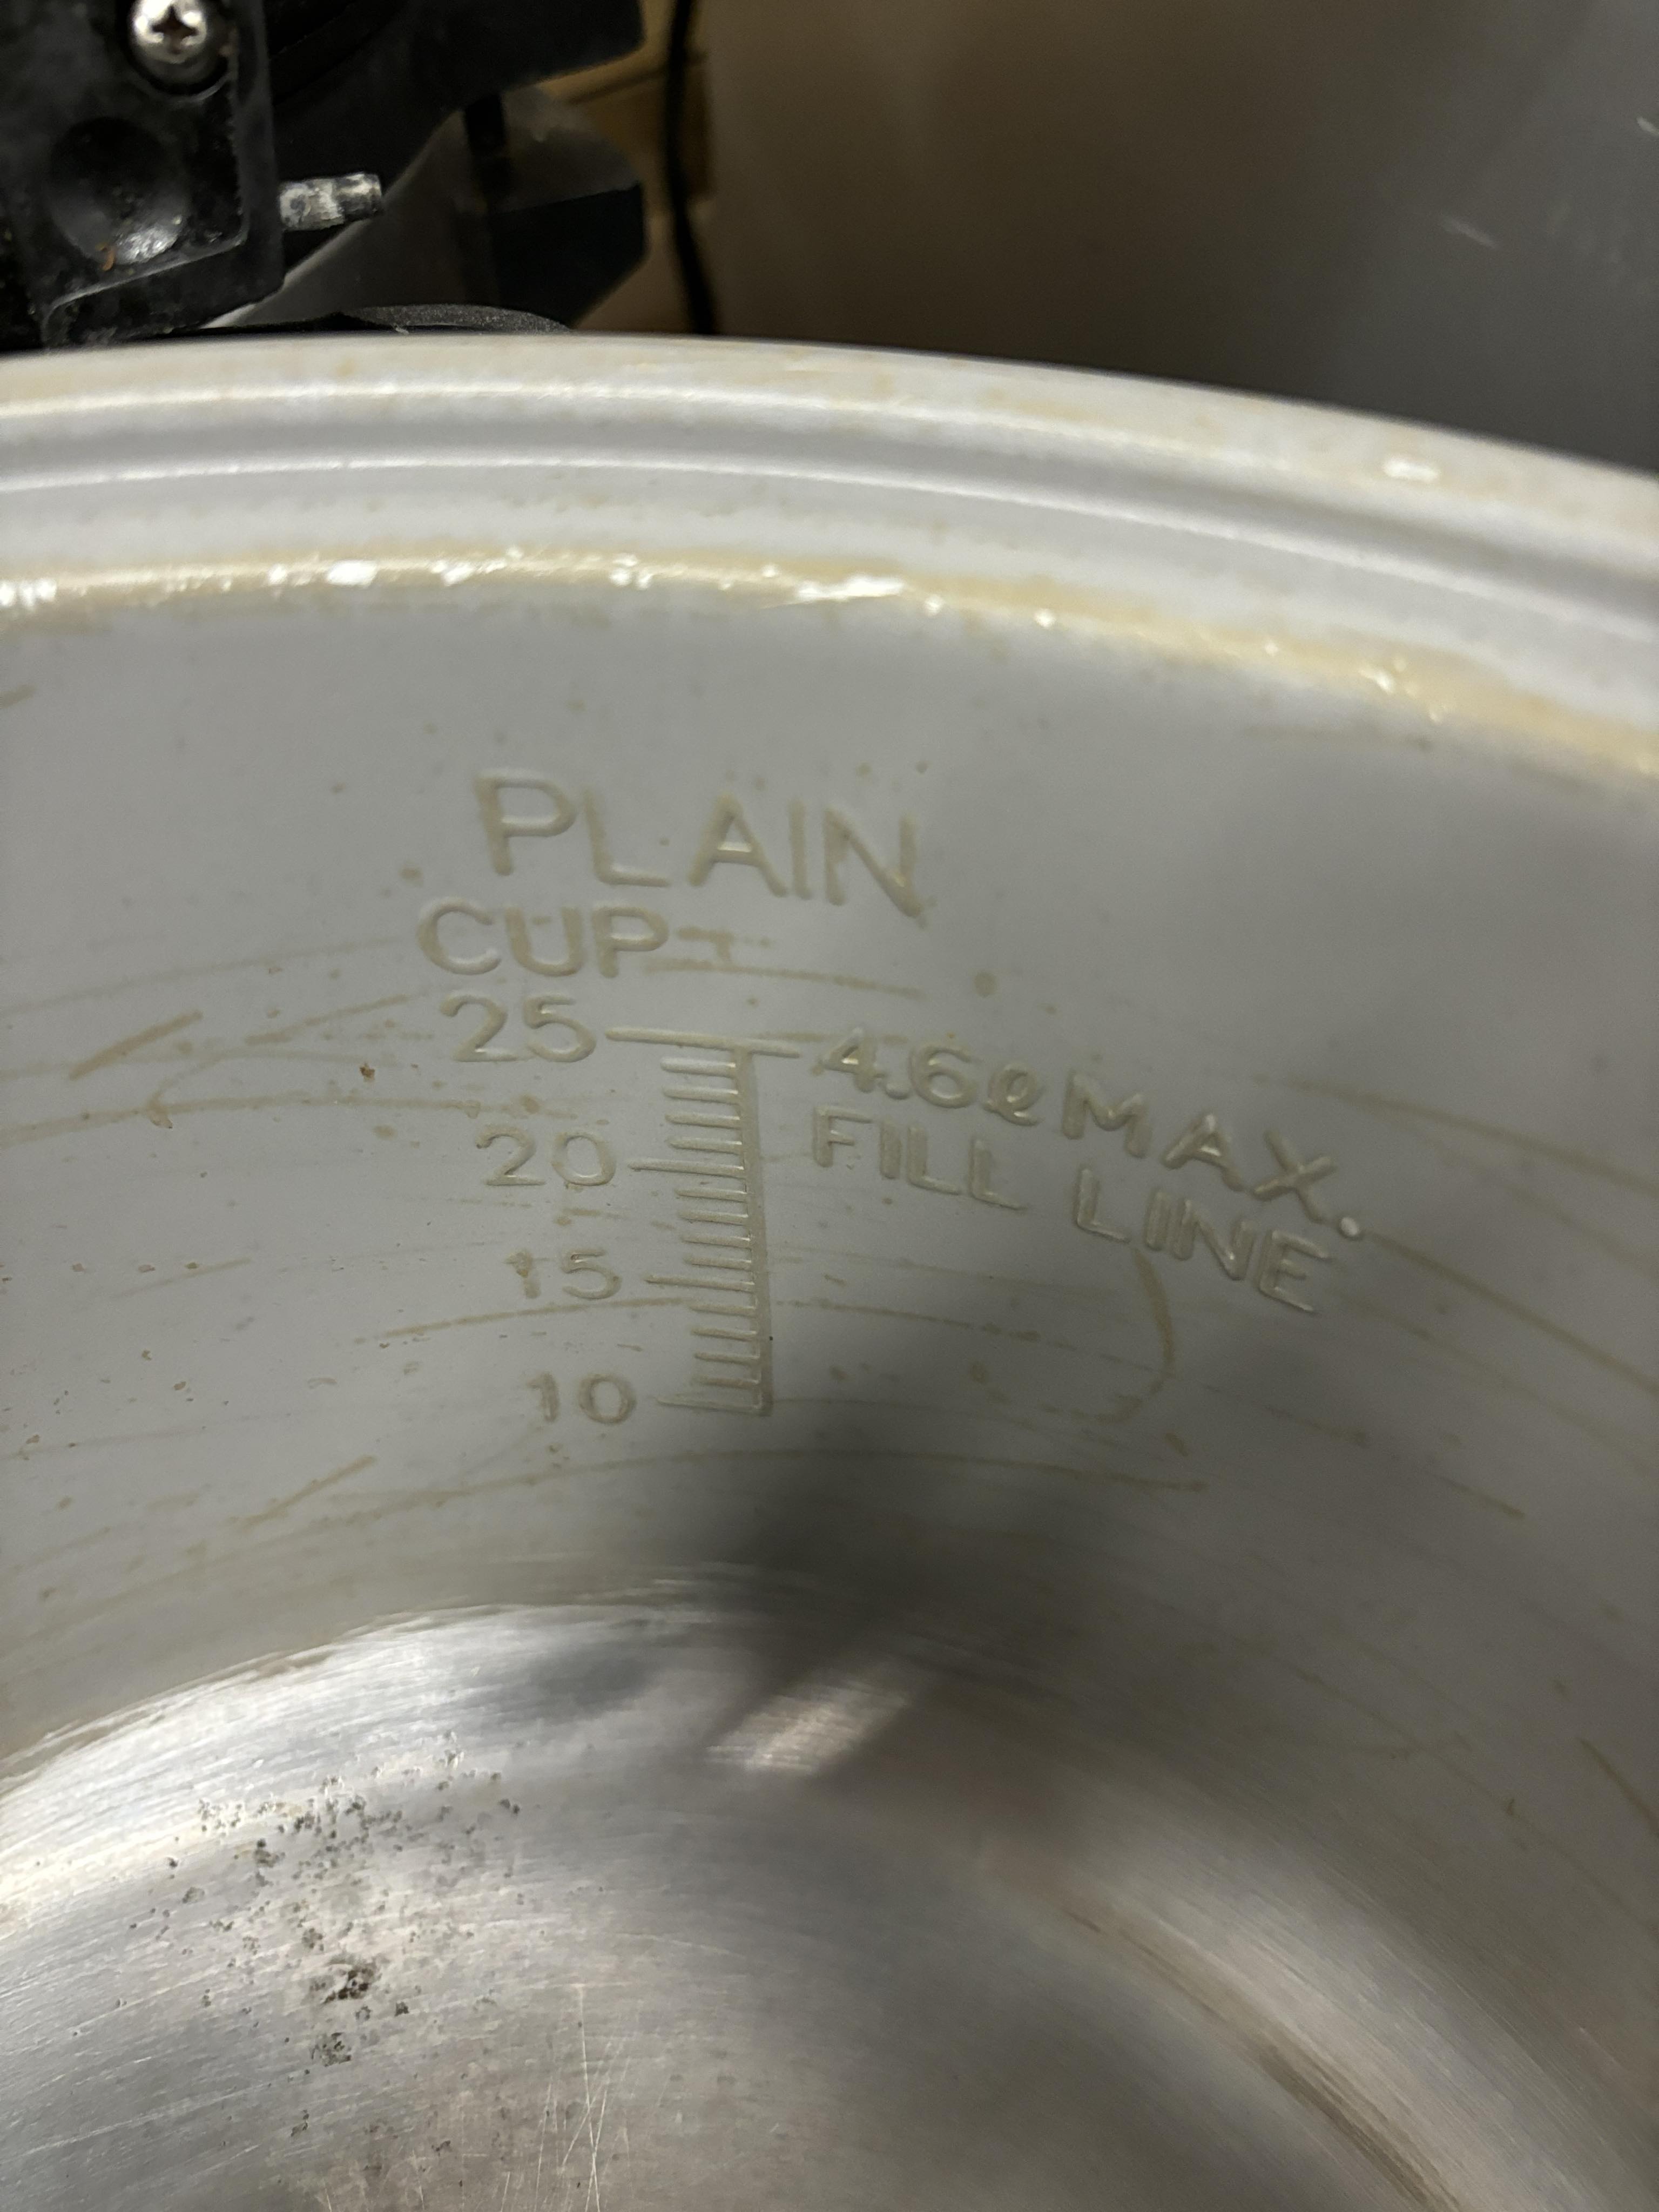 PLAIN
CUP
25 4.6ℓ MAX.
FILL LINE
20
15
10